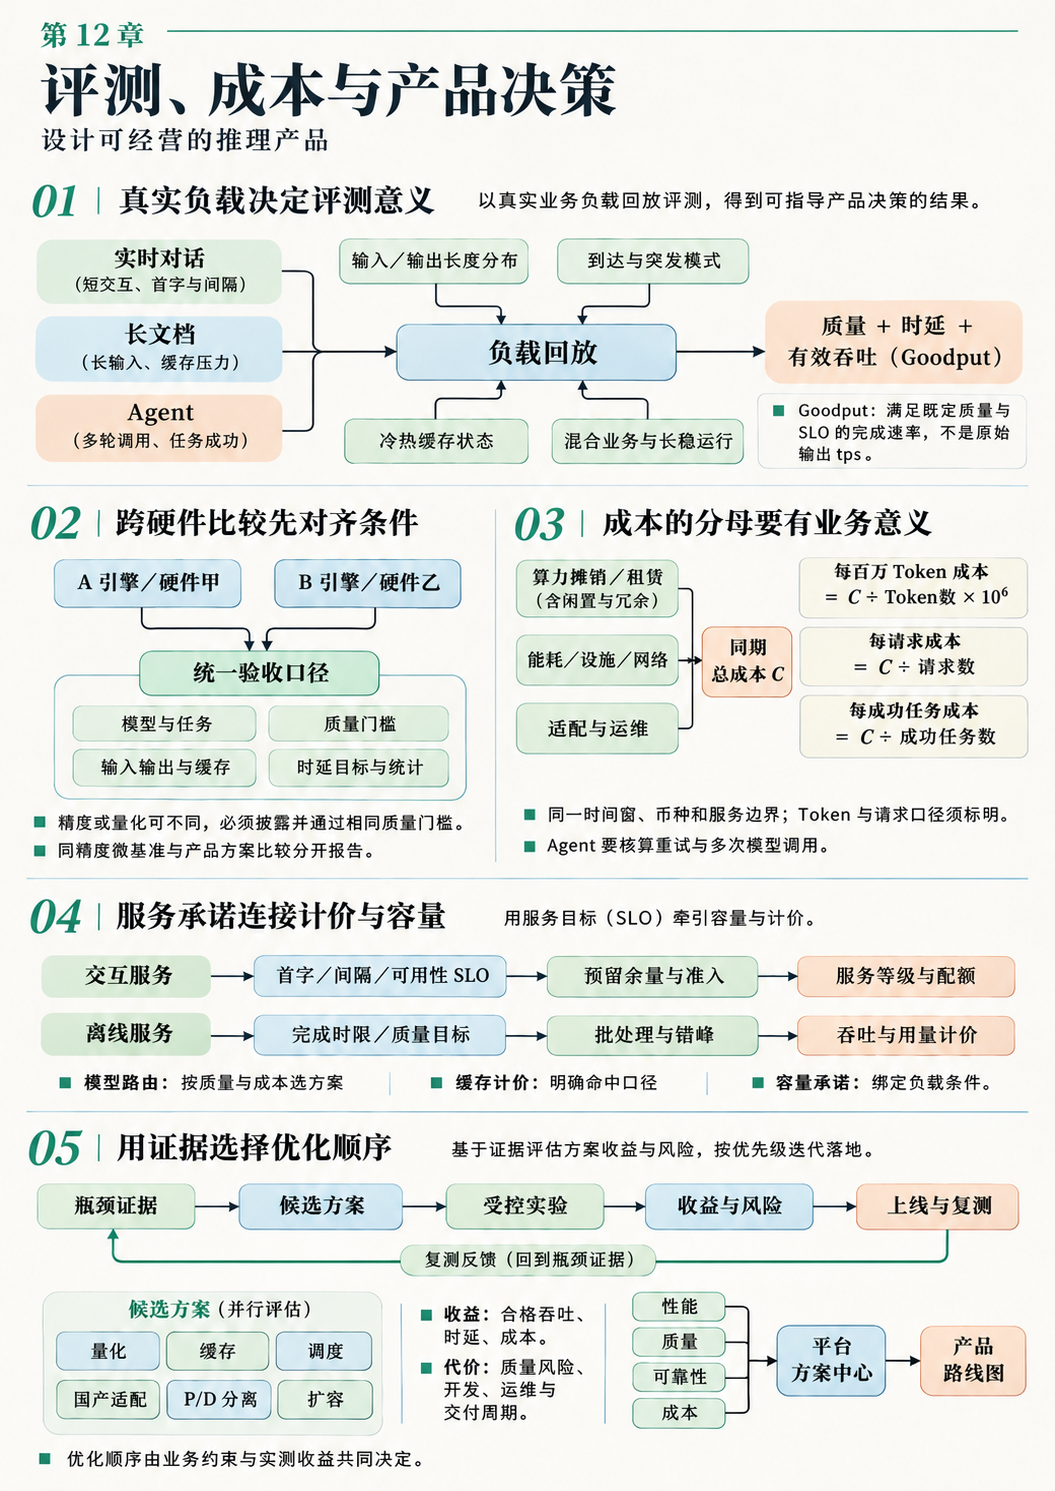 第 12 章
评测、成本与产品决策
设计可经营的推理产品
01 真实负载决定评测意义
以真实业务负载回放评测，得到可指导产品决策的结果。
实时对话
（短交互、首字与间隔）
长文档
（长输入、缓存压力）
Agent
（多轮调用、任务成功）
输入／输出长度分布
到达与突发模式
负载回放
冷热缓存状态
混合业务与长稳运行
质量 + 时延 +
有效吞吐（Goodput）
Goodput：满足既定质量与
SLO 的完成速率，不是原始
输出 tps。
02 跨硬件比较先对齐条件
A 引擎／硬件甲
B 引擎／硬件乙
统一验收口径
模型与任务
质量门槛
输入输出与缓存
时延目标与统计
精度或量化可不同，必须披露并通过相同质量门槛。
同精度微基准与产品方案比较分开报告。
03 成本的分母要有业务意义
算力摊销／租赁
（含闲置与冗余）
能耗／设施／网络
适配与运维
同期
总成本 C
每百万 Token 成本
= C ÷ Token数 × 10⁶
每请求成本
= C ÷ 请求数
每成功任务成本
= C ÷ 成功任务数
同一时间窗、币种和服务边界；Token 与请求口径须标明。
Agent 要核算重试与多次模型调用。
04 服务承诺连接计价与容量
用服务目标（SLO）牵引容量与计价。
交互服务
首字／间隔／可用性 SLO
预留余量与准入
服务等级与配额
离线服务
完成时限／质量目标
批处理与错峰
吞吐与用量计价
模型路由：按质量与成本选方案
缓存计价：明确命中口径
容量承诺：绑定负载条件。
05 用证据选择优化顺序
基于证据评估方案收益与风险，按优先级迭代落地。
瓶颈证据
候选方案
受控实验
收益与风险
上线与复测
复测反馈（回到瓶颈证据）
候选方案（并行评估）
量化
缓存
调度
国产适配
P/D 分离
扩容
收益：合格吞吐、
时延、成本。
代价：质量风险、
开发、运维与
交付周期。
性能
质量
可靠性
成本
平台
方案中心
产品
路线图
优化顺序由业务约束与实测收益共同决定。